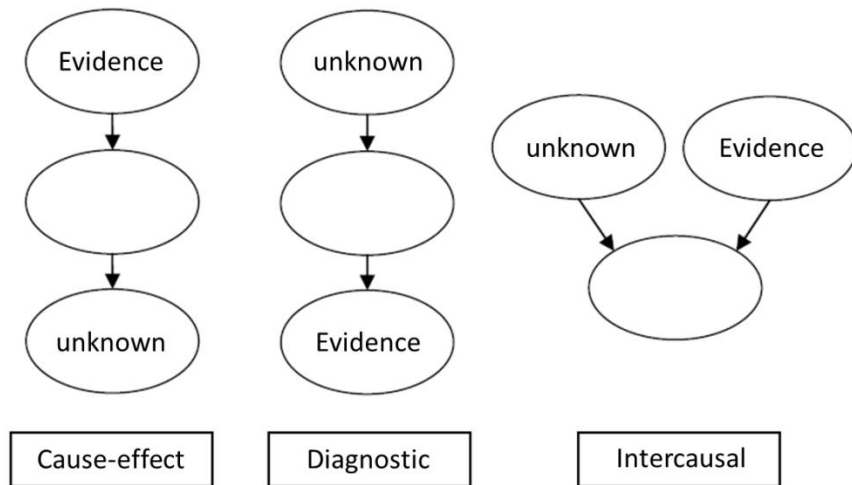 Evidence
unknown
unknown
Evidence
unknown
Evidence
Cause-effect
Diagnostic
Intercausal